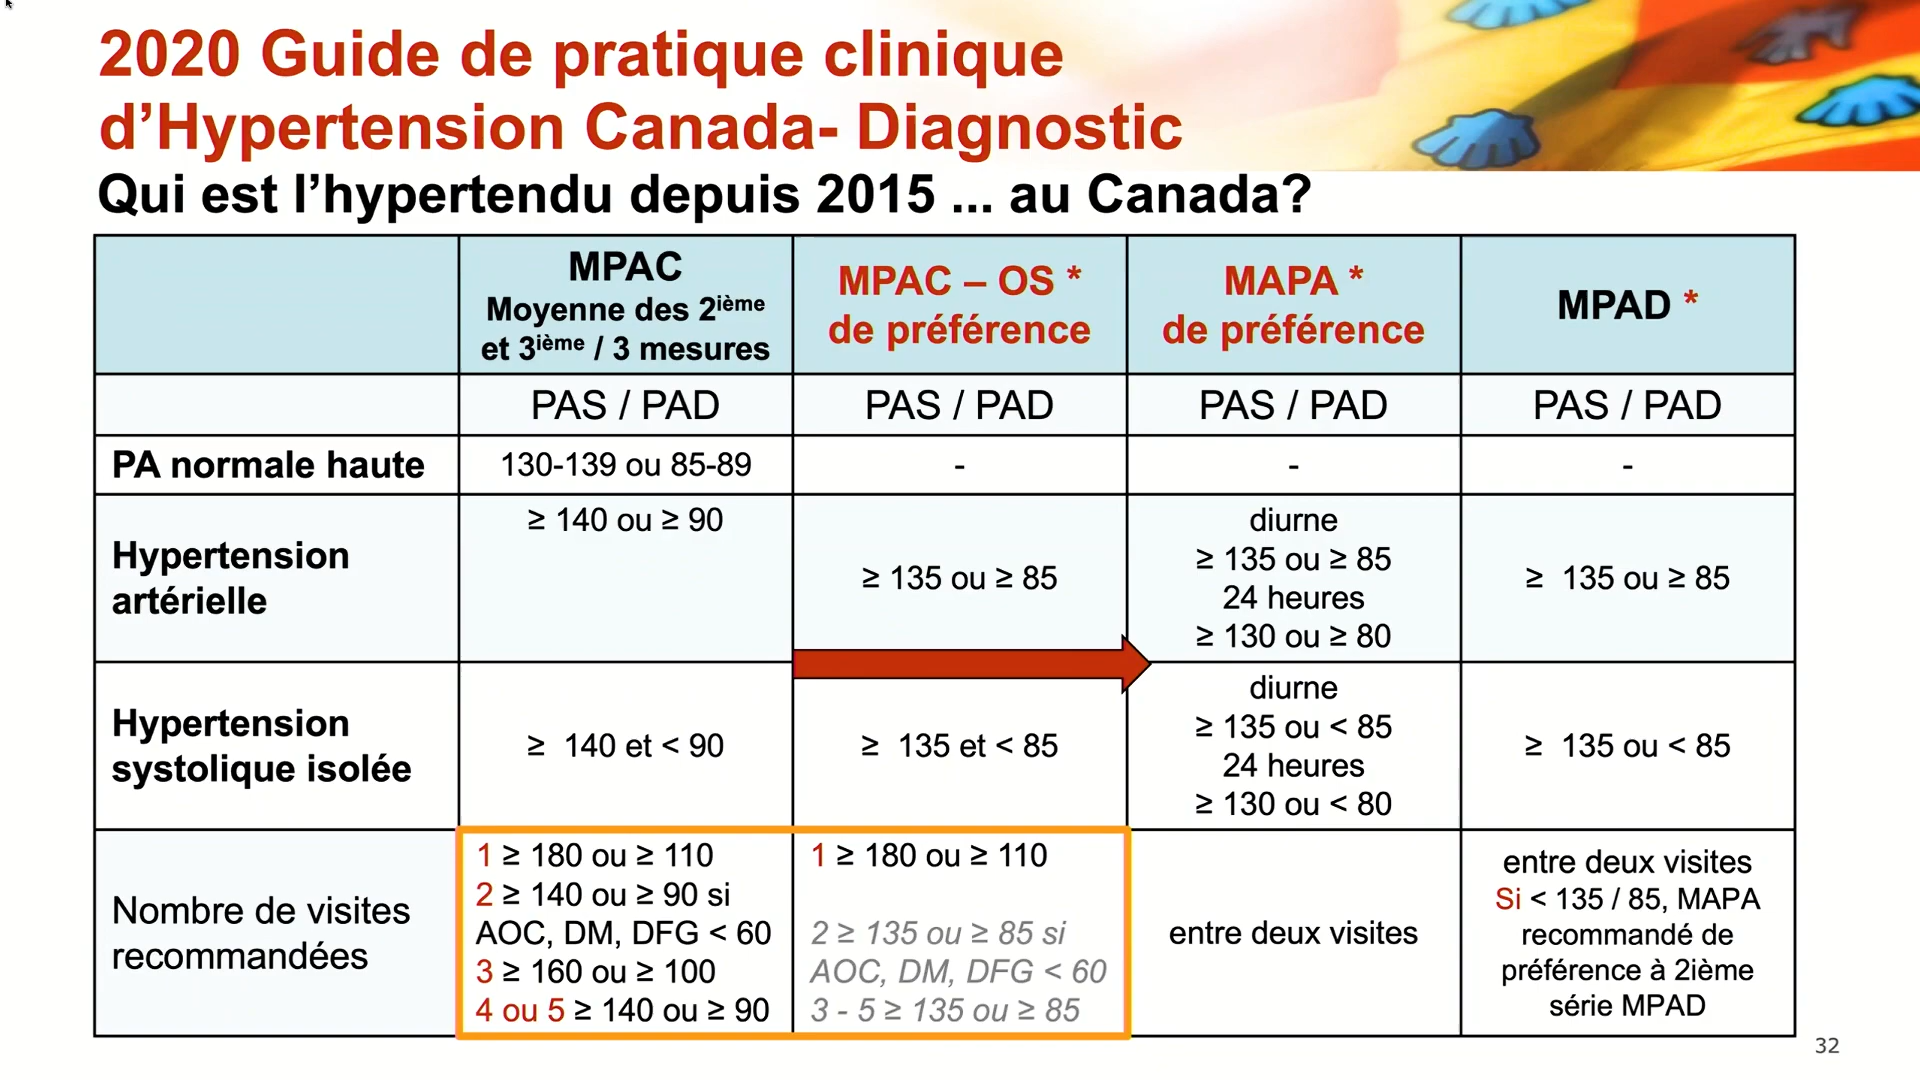 2020 Guide de pratique clinique
d’Hypertension Canada- Diagnostic
Qui est l’hypertendu depuis 2015 ... au Canada?
MPAC
Moyenne des 2ième
et 3ième / 3 mesures
MPAC – OS *
de préférence
MAPA *
de préférence
MPAD *
PAS / PAD
PAS / PAD
PAS / PAD
PAS / PAD
PA normale haute
130-139 ou 85-89
-
-
-
Hypertension
artérielle
≥ 140 ou ≥ 90
≥ 135 ou ≥ 85
diurne
≥ 135 ou ≥ 85
24 heures
≥ 130 ou ≥ 80
≥ 135 ou ≥ 85
Hypertension
systolique isolée
≥ 140 et < 90
≥ 135 et < 85
diurne
≥ 135 ou < 85
24 heures
≥ 130 ou < 80
≥ 135 ou < 85
Nombre de visites
recommandées
1 ≥ 180 ou ≥ 110
2 ≥ 140 ou ≥ 90 si
AOC, DM, DFG < 60
3 ≥ 160 ou ≥ 100
4 ou 5 ≥ 140 ou ≥ 90
1 ≥ 180 ou ≥ 110
2 ≥ 135 ou ≥ 85 si
AOC, DM, DFG < 60
3 - 5 ≥ 135 ou ≥ 85
entre deux visites
entre deux visites
Si < 135 / 85, MAPA
recommandé de
préférence à 2ième
série MPAD
32